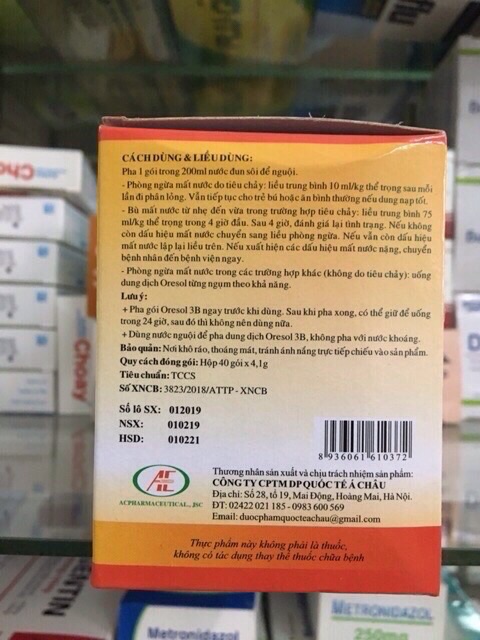 CÁCH DÙNG & LIỀU DÙNG:
Pha 1 gói trong 200ml nước đun sôi để nguội.
- Phòng ngừa mất nước do tiêu chảy: liều trung bình 10 ml/kg thể trọng sau mỗi
lần đi phân lỏng. Vẫn tiếp tục cho trẻ bú hoặc ăn bình thường nếu dung nạp tốt.
- Bù mất nước từ nhẹ đến vừa trong trường hợp tiêu chảy: liều trung bình 75
ml/kg thể trọng trong 4 giờ đầu. Sau 4 giờ, đánh giá lại tình trạng. Nếu không
còn dấu hiệu mất nước chuyển sang liều phòng ngừa. Nếu vẫn còn dấu hiệu
mất nước lặp lại liều trên. Nếu xuất hiện các dấu hiệu mất nước nặng, chuyển
bệnh nhân đến bệnh viện ngay.
- Phòng ngừa mất nước trong các trường hợp khác (không do tiêu chảy): uống
dung dịch Oresol từng ngụm theo khả năng.
Lưu ý:
+ Pha gói Oresol 3B ngay trước khi dùng. Sau khi pha xong, có thể giữ để uống
trong 24 giờ, sau đó thì không nên dùng nữa.
+ Dùng nước nguội để pha dung dịch Oresol 3B, không pha với nước khoáng.
Bảo quản: Nơi khô ráo, thoáng mát, tránh ánh nắng trực tiếp chiếu vào sản phẩm.
Quy cách đóng gói: Hộp 40 gói x 4,1g
Tiêu chuẩn: TCCS
Số XNCB: 3823/2018/ATTP - XNCB
Số lô SX: 012019
NSX: 010219
HSD: 010221
8 936061 610372
AC
ACPHARMACEUTICAL., JSC
Thương nhân sản xuất và chịu trách nhiệm sản phẩm:
CÔNG TY CPTM DP QUỐC TẾ Á CHÂU
Địa chỉ: Số 28, tổ 19, Mai Động, Hoàng Mai, Hà Nội.
ĐT: 02422 021 185 - 0983 600 569
Email: duocphamquocteachau@gmail.com
Thực phẩm này không phải là thuốc,
không có tác dụng thay thế thuốc chữa bệnh
Choay
Choay
METRONIDAZOL
Metronidazol
250mg